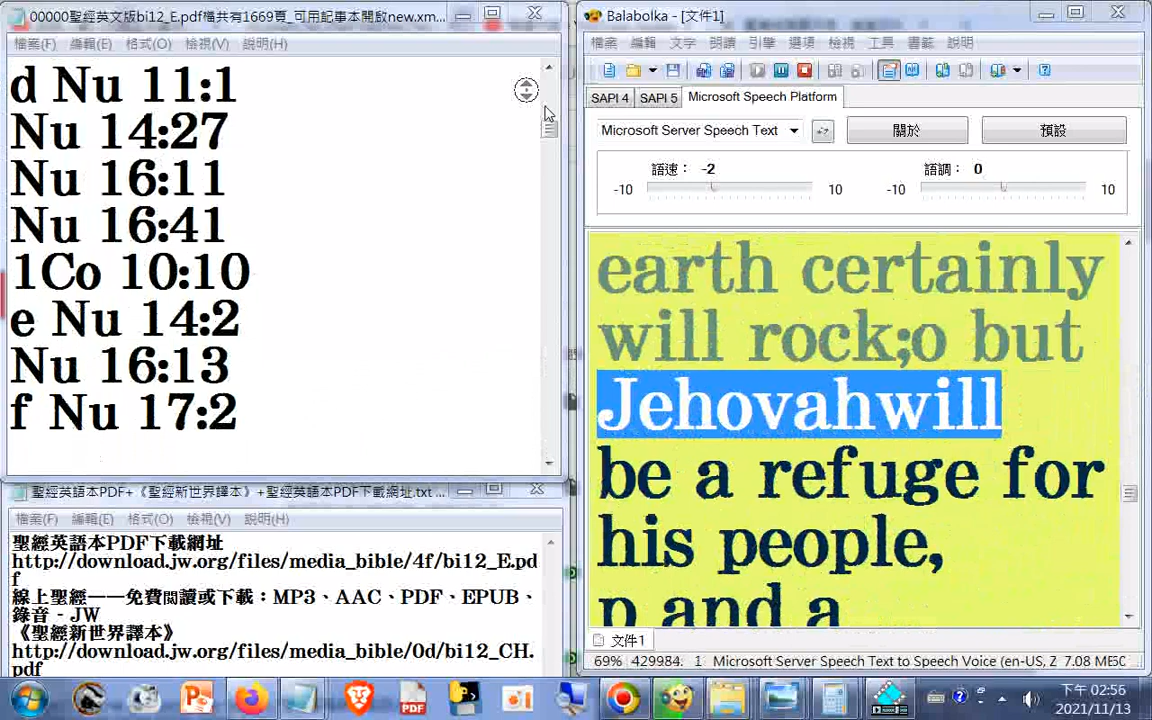 00000聖經英文版bi12_E.pdf檔共有1669頁_可用記事本開啟new.xm...
檔案(F) 編輯(E) 格式(O) 檢視(V) 說明(H)
d Nu 11:1
Nu 14:27
Nu 16:11
Nu 16:41
1Co 10:10
e Nu 14:2
Nu 16:13
f Nu 17:2
聖經英語本PDF+《聖經新世界譯本》+聖經英語本PDF下載網址.txt ...
檔案(F) 編輯(E) 格式(O) 檢視(V) 說明(H)
聖經英語本PDF下載網址
http://download.jw.org/files/media_bible/4f/bi12_E.pd
f
線上聖經——免費閱讀或下載：MP3、AAC、PDF、EPUB、
錄音 - JW
《聖經新世界譯本》
http://download.jw.org/files/media_bible/0d/bi12_CH.
pdf
Balabolka - [文件1]
檔案 編輯 文字 朗讀 引擎 選項 檢視 工具 書籤 說明
SAPI 4 SAPI 5 Microsoft Speech Platform
Microsoft Server Speech Text 關於 預設
語速： -2 語調： 0
-10 10 -10 10
earth certainly
will rock;o but
Jehovahwill
be a refuge for
his people,
p and a
文件1
69% 429984. 1 Microsoft Server Speech Text to Speech Voice (en-US, Z 7.08 ME5C
PDF
下午 02:56
2021/11/13